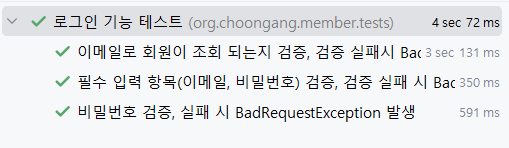 로그인 기능 테스트 (org.choongang.member.tests) 4 sec 72 ms
이메일로 회원이 조회 되는지 검증, 검증 실패시 Bad 3 sec 131 ms
필수 입력 항목(이메일, 비밀번호) 검증, 검증 실패 시 Bad 350 ms
비밀번호 검증, 실패 시 BadRequestException 발생 591 ms